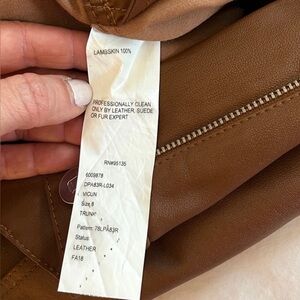 LAMBSKIN 100%
PROFESSIONALLY CLEAN
ONLY BY LEATHER, SUEDE
OR FUR EXPERT
RN#95135
6009878
DPA83R-L034
VICUN
Size 8
TRUNK
Pattern: 78LPA83R
Status:
LEATHER
FA18